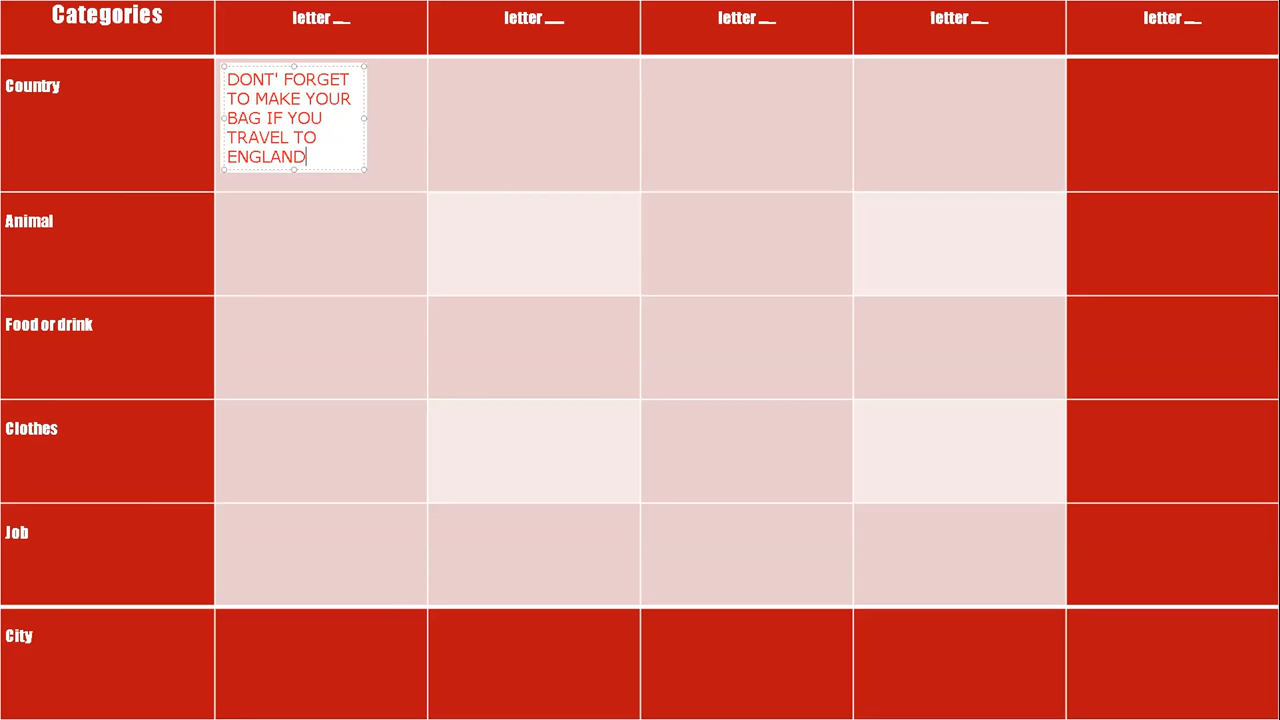 Categories letter __ letter __ letter __ letter __ letter __
Country
DONT' FORGET
TO MAKE YOUR
BAG IF YOU
TRAVEL TO
ENGLAND
Animal
Food or drink
Clothes
Job
City